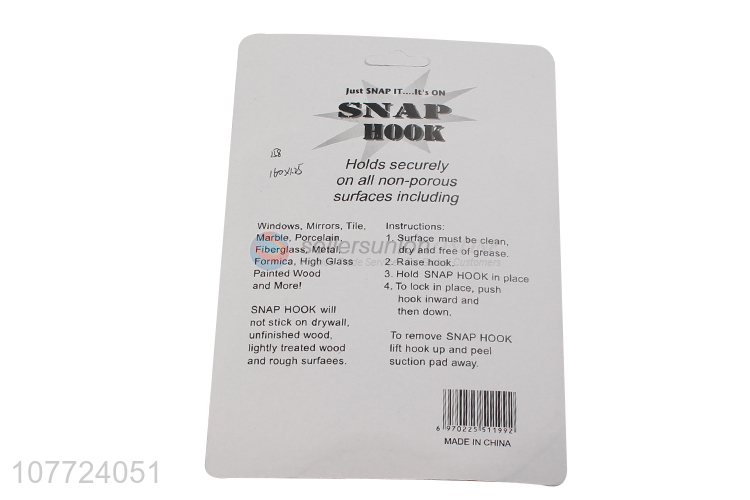 Just SNAP IT....It's ON
SNAP
HOOK
Holds securely
on all non-porous
surfaces including
Windows, Mirrors, Tile,
Marble, Porcelain,
Fiberglass, Metal,
Formica, High Glass
Painted Wood
and More!
SNAP HOOK will
not stick on drywall,
unfinished wood,
lightly treated wood
and rough surfaees.
Instructions:
1. Surface must be clean,
dry and free of grease.
2. Raise hook.
3. Hold SNAP HOOK in place
4. To lock in place, push
hook inward and
then down.
To remove SNAP HOOK
lift hook up and peel
suction pad away.
6 970225 511992
MADE IN CHINA
sellersunion
107724051